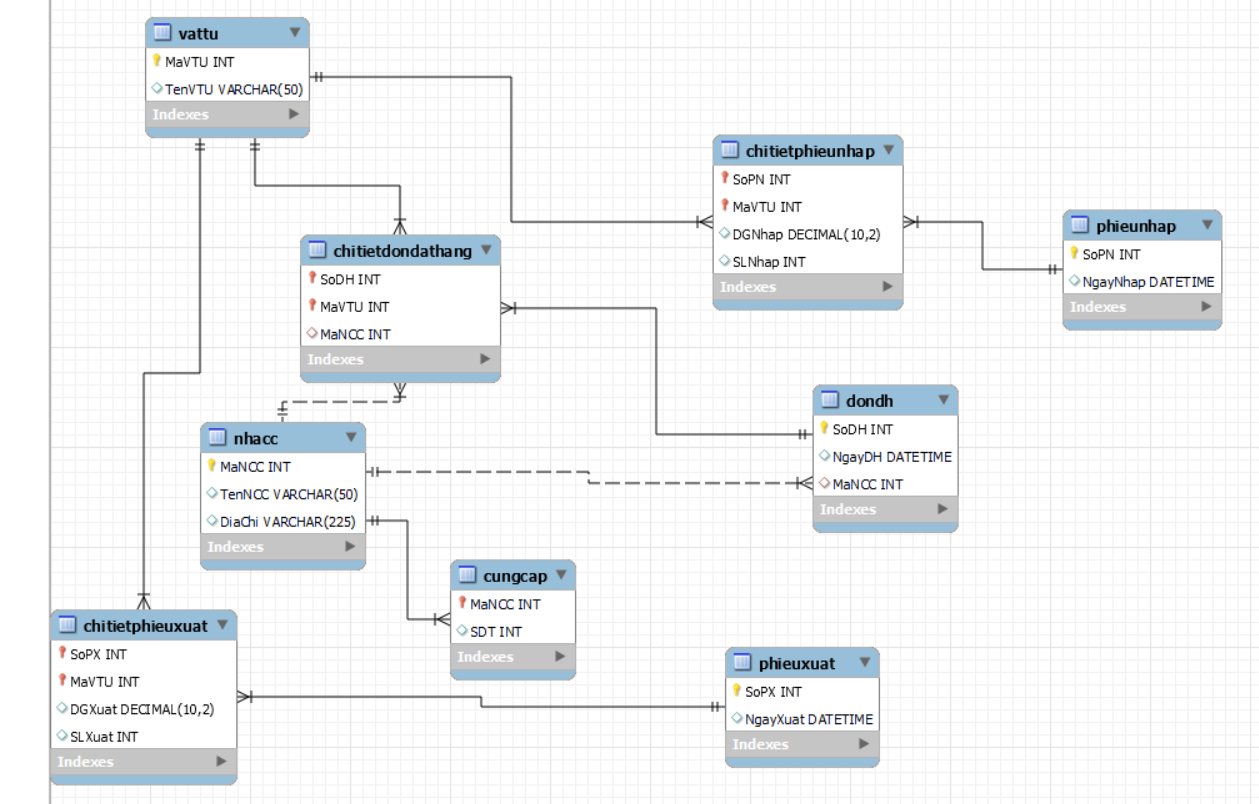 vattu
MaVTU INT
TenVTU VARCHAR(50)
Indexes
chitietphieunhap
SoPN INT
MaVTU INT
DGNhap DECIMAL(10,2)
SLNhap INT
Indexes
phieunhap
SoPN INT
NgayNhap DATETIME
Indexes
chitietdondathang
SoDH INT
MaVTU INT
MaNCC INT
Indexes
dondh
SoDH INT
NgayDH DATETIME
MaNCC INT
Indexes
nhacc
MaNCC INT
TenNCC VARCHAR(50)
DiaChi VARCHAR(225)
Indexes
cungcap
MaNCC INT
SDT INT
Indexes
chitietphieuxuat
SoPX INT
MaVTU INT
DGXuat DECIMAL(10,2)
SLXuat INT
Indexes
phieuxuat
SoPX INT
NgayXuat DATETIME
Indexes